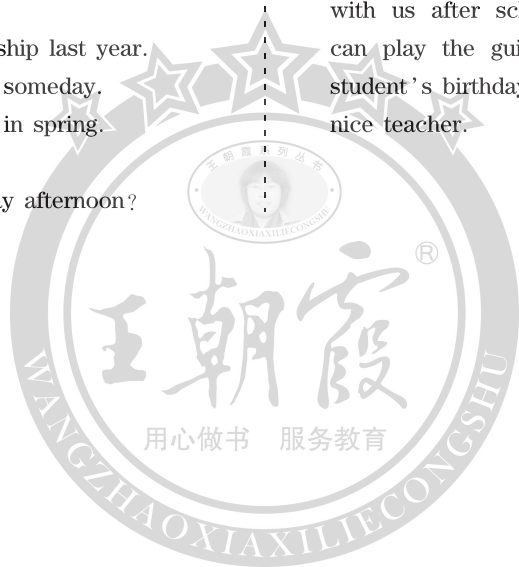 ship last year.
someday.
in spring.
ay afternoon?
with us after sc
can play the gui
student's birthday
nice teacher.
王朝霞系列丛书
WANGZHAOXIAXILIECONGSHU
王朝霞®
用心做书 服务教育
WANGZHAOXIAXILIECONGSHU